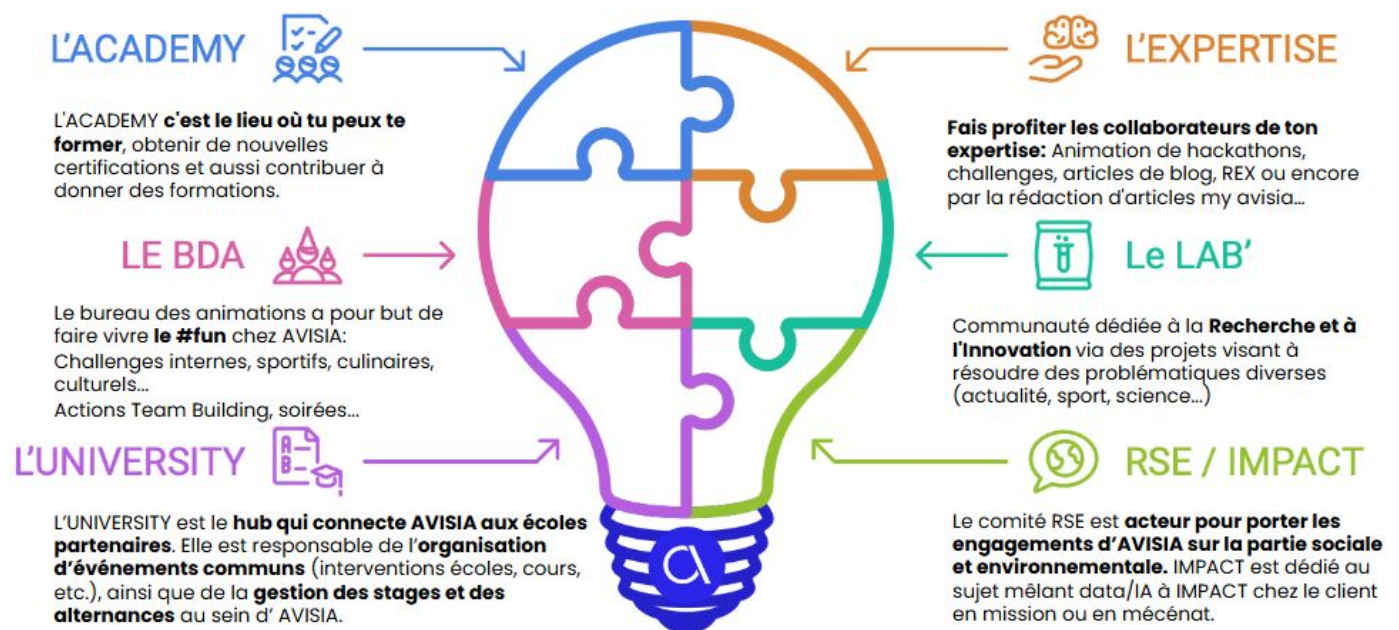 L'ACADEMY
L'ACADEMY c'est le lieu où tu peux te
former, obtenir de nouvelles
certifications et aussi contribuer à
donner des formations.
LE BDA
Le bureau des animations a pour but de
faire vivre le #fun chez AVISIA:
Challenges internes, sportifs, culinaires,
culturels...
Actions Team Building, soirées...
L'UNIVERSITY
A
B
L'UNIVERSITY est le hub qui connecte AVISIA aux écoles
partenaires. Elle est responsable de l'organisation
d'événements communs (interventions écoles, cours,
etc.), ainsi que de la gestion des stages et des
alternances au sein d' AVISIA.
L'EXPERTISE
Fais profiter les collaborateurs de ton
expertise: Animation de hackathons,
challenges, articles de blog, REX ou encore
par la rédaction d'articles my avisia...
Le LAB'
Communauté dédiée à la Recherche et à
l'Innovation via des projets visant à
résoudre des problématiques diverses
(actualité, sport, science...)
RSE / IMPACT
Le comité RSE est acteur pour porter les
engagements d'AVISIA sur la partie sociale
et environnementale. IMPACT est dédié au
sujet mêlant data/IA à IMPACT chez le client
en mission ou en mécénat.